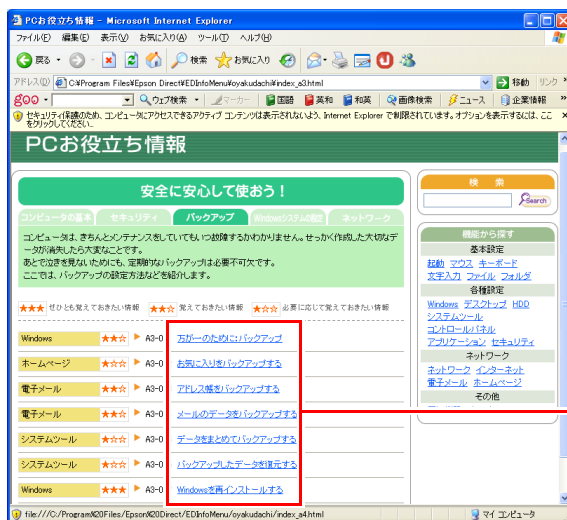 PCお役立ち情報 - Microsoft Internet Explorer
ファイル(F) 編集(E) 表示(V) お気に入り(A) ツール(T) ヘルプ(H)
戻る 検索 お気に入り
アドレス(D) C:¥Program Files¥Epson Direct¥EDInfoMenu¥oyakudachi¥index_a3.html 移動 リンク »
goo ウェブ検索 マーカー 国語 英和 和英 画像検索 ニュース 企業情報 »
セキュリティ保護のため、コンピュータにアクセスできるアクティブ コンテンツは表示されないよう、Internet Explorer で制限されています。オプションを表示するには、ここをクリックしてください...
PCお役立ち情報
安全に安心して使おう！
コンピュータの基本 セキュリティ バックアップ Windowsシステムの設定 ネットワーク
コンピュータは、きちんとメンテナンスをしていてもいつ故障するかわかりません。せっかく作成した大切なデ
ータが消失したら大変なことです。
あとで泣きを見ないためにも、定期的なバックアップは必要不可欠です。
ここでは、バックアップの設定方法などを紹介します。
★★★ ぜひとも覚えておきたい情報 ★★☆ 覚えておきたい情報 ★☆☆ 必要に応じて覚えておきたい情報
Windows ★★☆ A3-0 万が一のために:バックアップ
ホームページ ★☆☆ A3-0 お気に入りをバックアップする
電子メール ★★☆ A3-0 アドレス帳をバックアップする
電子メール ★★☆ A3-0 メールのデータをバックアップする
システムツール ★☆☆ A3-0 データをまとめてバックアップする
システムツール ★☆☆ A3-0 バックアップしたデータを復元する
Windows ★★★ A3-0 Windowsを再インストールする
検 索
Search
機能から探す
基本設定
起動 マウス キーボード
文字入力 ファイル フォルダ
各種設定
Windows デスクトップ HDD
システムツール
コントロールパネル
アプリケーション セキュリティ
ネットワーク
ネットワーク インターネット
電子メール ホームページ
その他
file:///C:/Program%20Files/Epson%20Direct/EDInfoMenu/oyakudachi/index_a4.html マイ コンピュータ